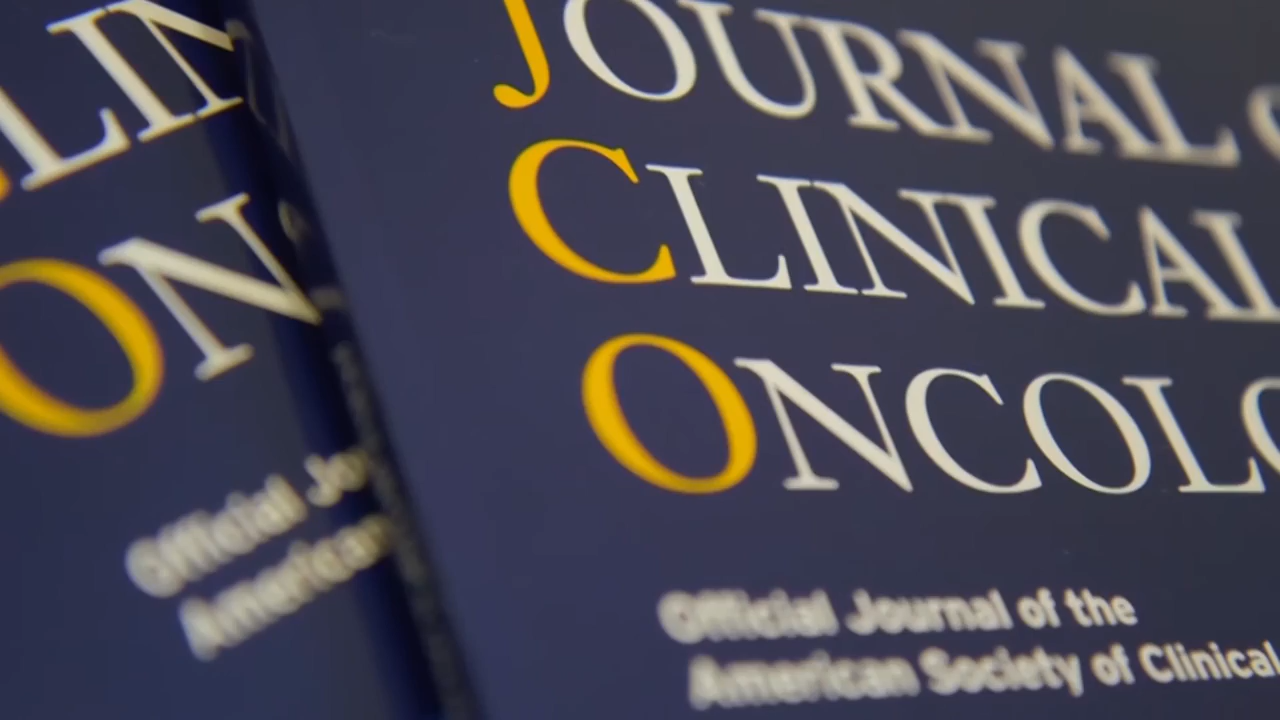 LIN
ON
Official Jo
American
JOURNAL
CLINICAL
ONCOLO
Official Journal of the
American Society of Clinical